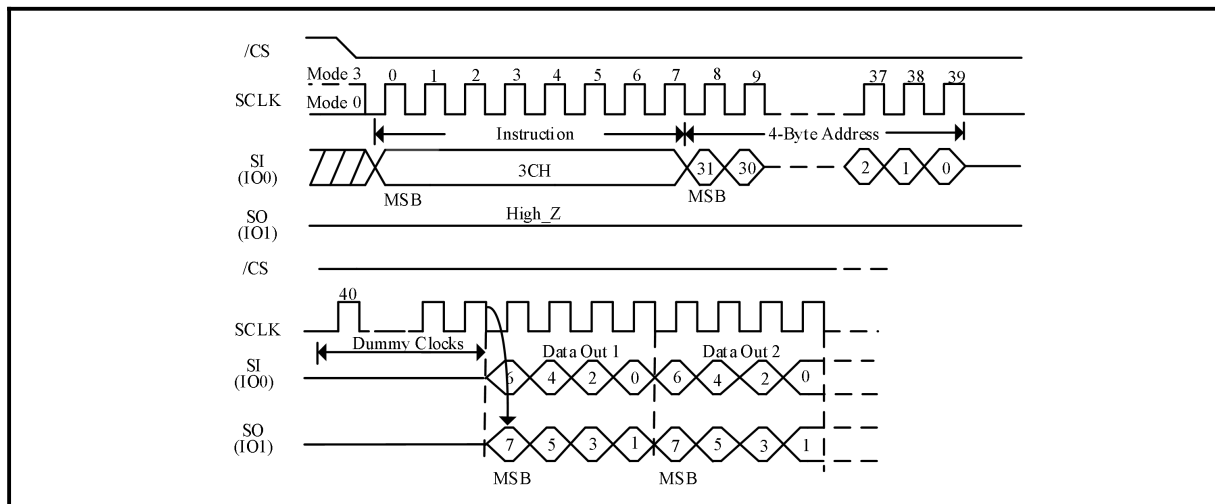 /CS
Mode 3 0 1 2 3 4 5 6 7 8 9 37 38 39
SCLK Mode 0
Instruction 4-Byte Address
SI
(IO0) 3CH 31 30 2 1 0
MSB MSB
SO
(IO1) High_Z
/CS
40
SCLK
Dummy Clocks Data Out 1 Data Out 2
SI
(IO0) 6 4 2 0 6 4 2 0
SO
(IO1) 7 5 3 1 7 5 3 1
MSB MSB